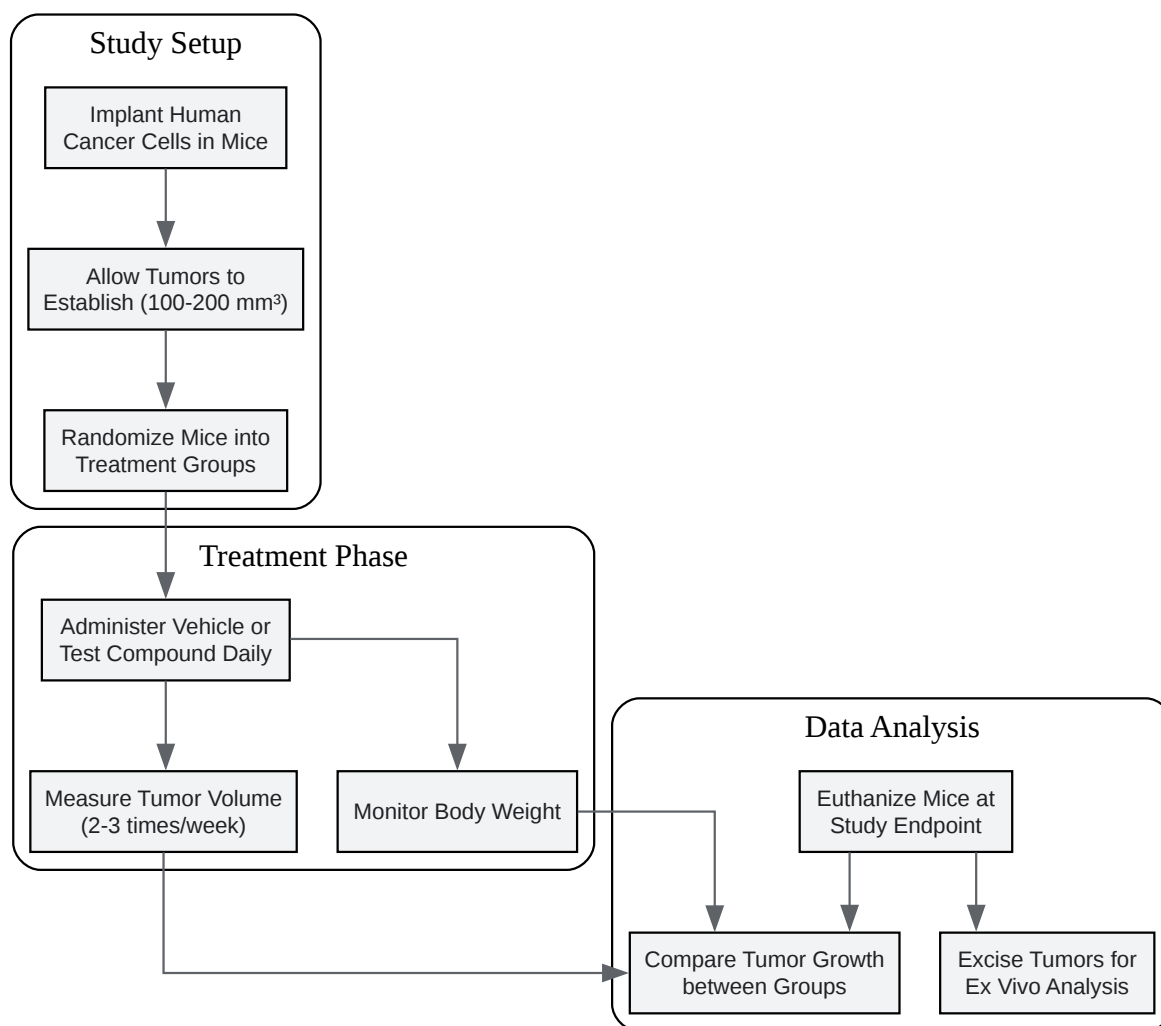 Study Setup
Implant Human
Cancer Cells in Mice
Allow Tumors to
Establish (100-200 mm³)
Randomize Mice into
Treatment Groups
Treatment Phase
Administer Vehicle or
Test Compound Daily
Measure Tumor Volume
(2-3 times/week)
Monitor Body Weight
Data Analysis
Euthanize Mice at
Study Endpoint
Compare Tumor Growth
between Groups
Excise Tumors for
Ex Vivo Analysis